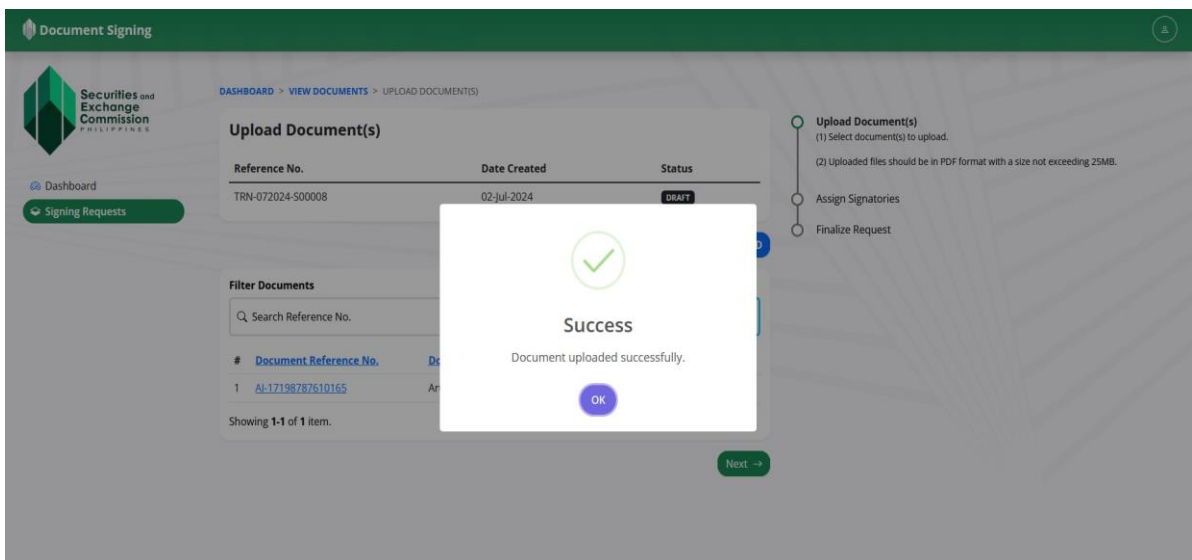 Document Signing
Securities and
Exchange
Commission
PHILIPPINES
Dashboard
Signing Requests
DASHBOARD > VIEW DOCUMENTS > UPLOAD DOCUMENT(S)
Upload Document(s)
Reference No. Date Created Status
TRN-072024-S00008 02-Jul-2024 DRAFT
Filter Documents
Search Reference No.
# Document Reference No.
1 AI-17198787610165
Showing 1-1 of 1 item.
Next →
Success
Document uploaded successfully.
OK
Upload Document(s)
(1) Select document(s) to upload.
(2) Uploaded files should be in PDF format with a size not exceeding 25MB.
Assign Signatories
Finalize Request